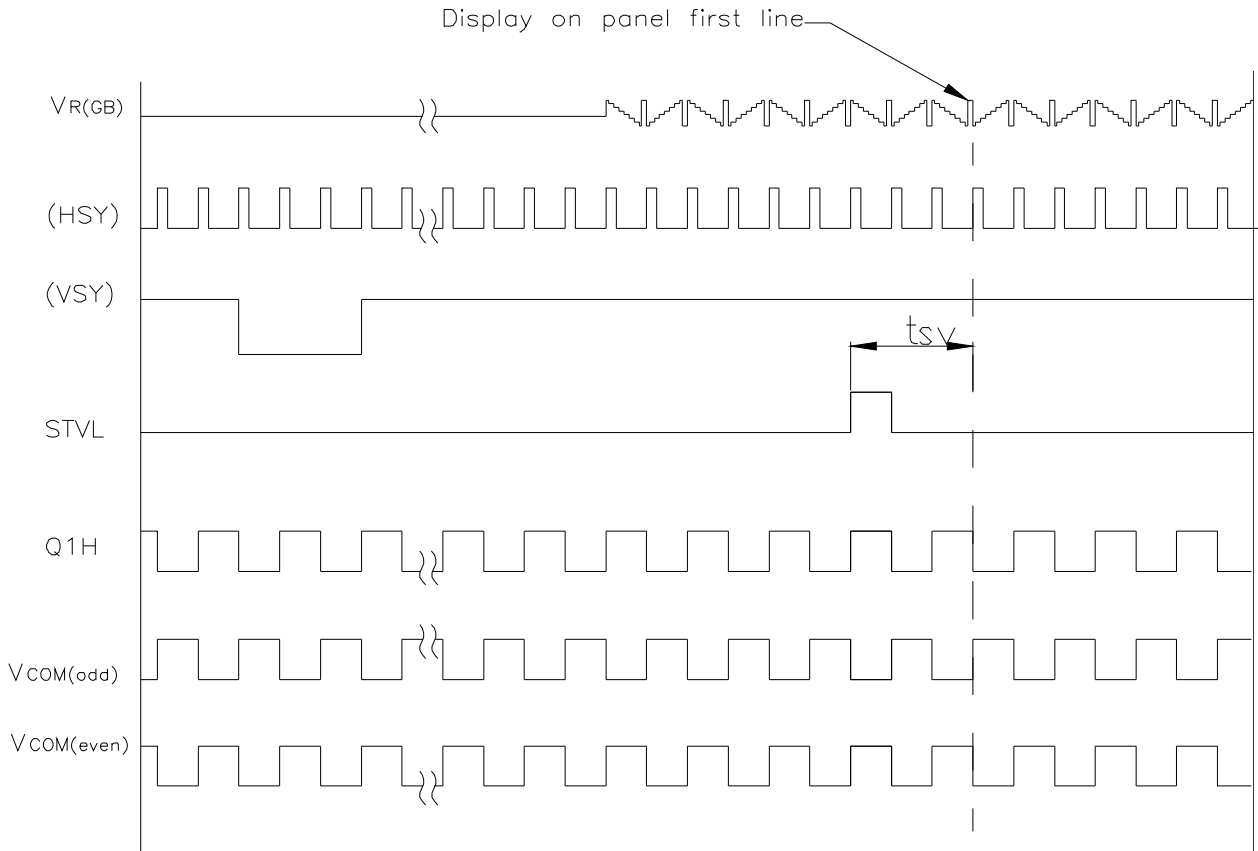 Display on panel first line
VR(GB)
(HSY)
(VSY)
tsv
STVL
Q1H
VCOM(odd)
VCOM(even)